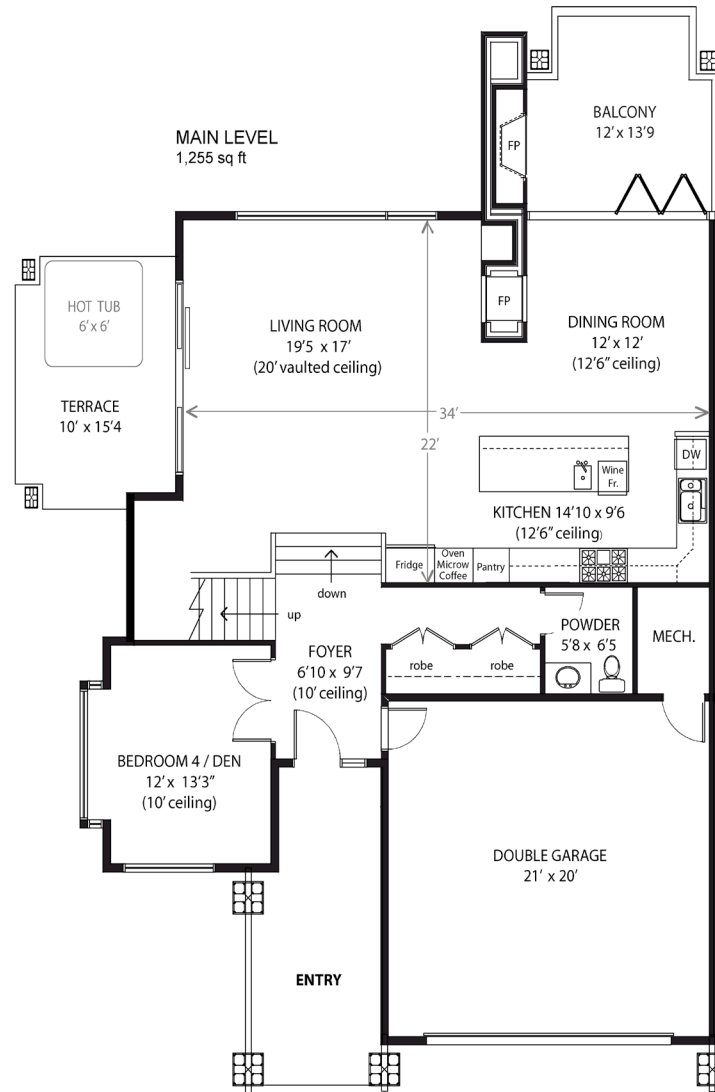 BALCONY
12' x 13'9
FP
MAIN LEVEL
1,255 sq ft
HOT TUB
6' x 6'
LIVING ROOM
19'5 x 17'
(20' vaulted ceiling)
FP
DINING ROOM
12' x 12'
(12'6" ceiling)
TERRACE
10' x 15'4
34'
22'
DW
Wine
Fr.
KITCHEN 14'10 x 9'6
(12'6" ceiling)
Fridge
Oven
Microw
Coffee
Pantry
down
up
FOYER
6'10 x 9'7
(10' ceiling)
robe
robe
POWDER
5'8 x 6'5
MECH.
BEDROOM 4 / DEN
12' x 13'3"
(10' ceiling)
DOUBLE GARAGE
21' x 20'
ENTRY